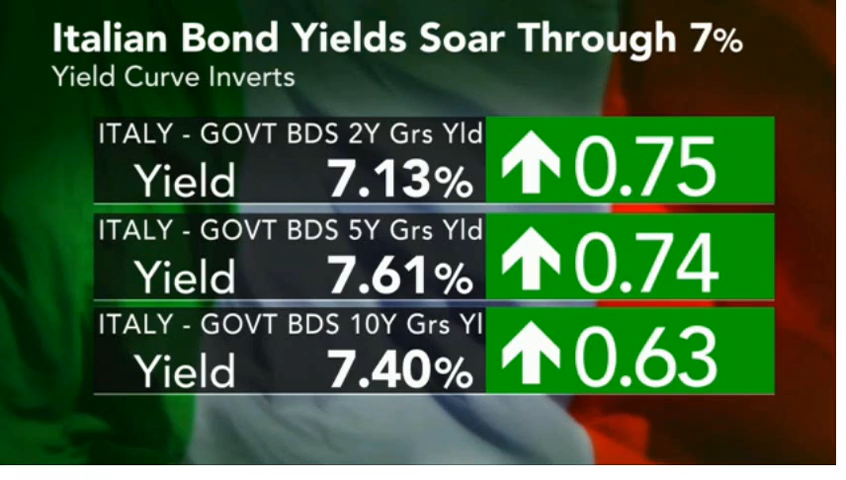 Italian Bond Yields Soar Through 7%
Yield Curve Inverts
ITALY - GOVT BDS 2Y Grs Yld
Yield 7.13% 0.75
ITALY - GOVT BDS 5Y Grs Yld
Yield 7.61% 0.74
ITALY - GOVT BDS 10Y Grs Yl
Yield 7.40% 0.63